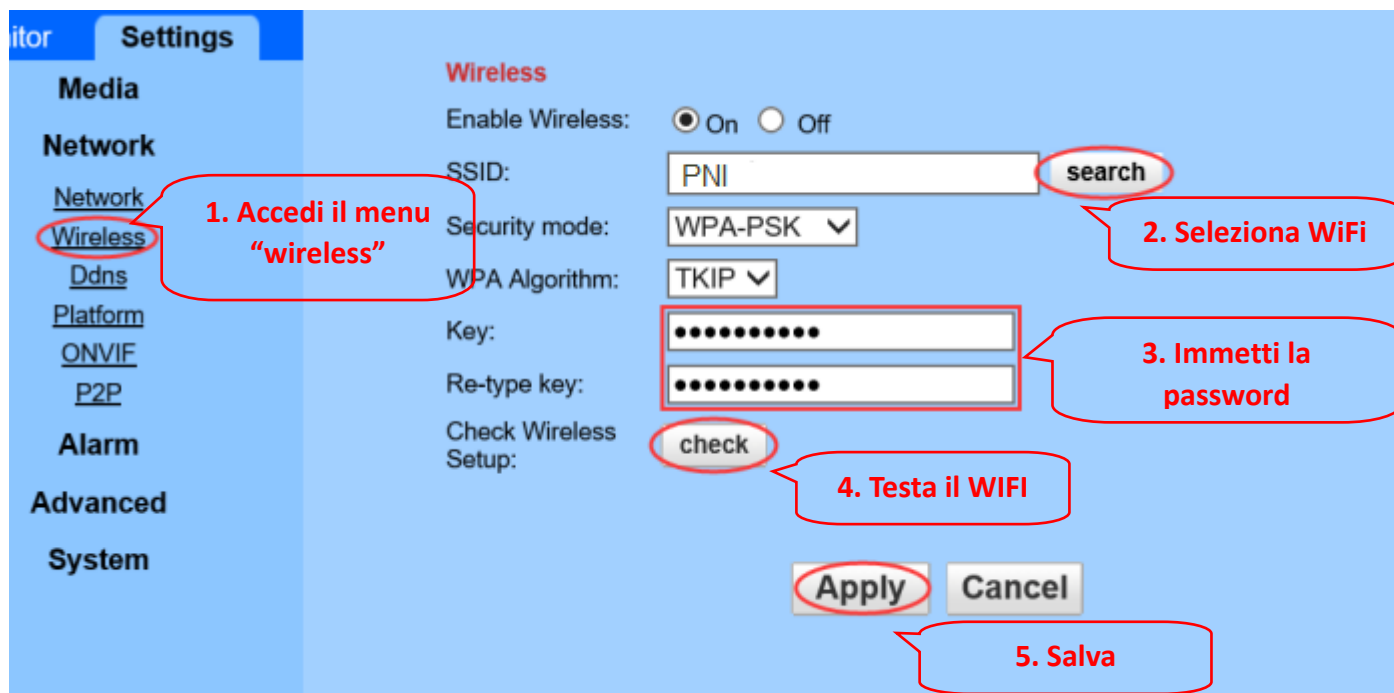 itor Settings
Media
Network
Network
Wireless
Ddns
Platform
ONVIF
P2P
Alarm
Advanced
System
1. Accedi il menu
“wireless”
Wireless
Enable Wireless: On Off
SSID: PNI search
2. Seleziona WiFi
Security mode: WPA-PSK
WPA Algorithm: TKIP
Key: ••••••••••
Re-type key: ••••••••••
3. Immetti la
password
Check Wireless
Setup: check
4. Testa il WIFI
Apply Cancel
5. Salva